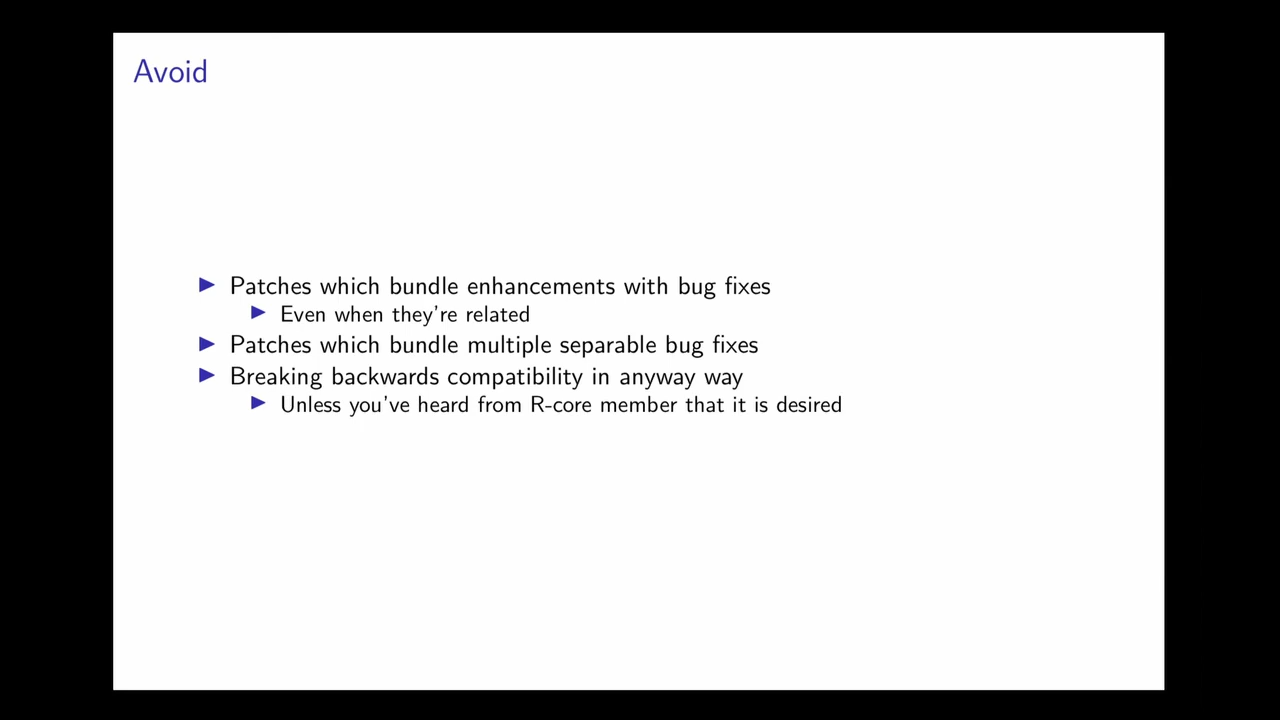 Avoid
Patches which bundle enhancements with bug fixes
Even when they're related
Patches which bundle multiple separable bug fixes
Breaking backwards compatibility in anyway way
Unless you've heard from R-core member that it is desired